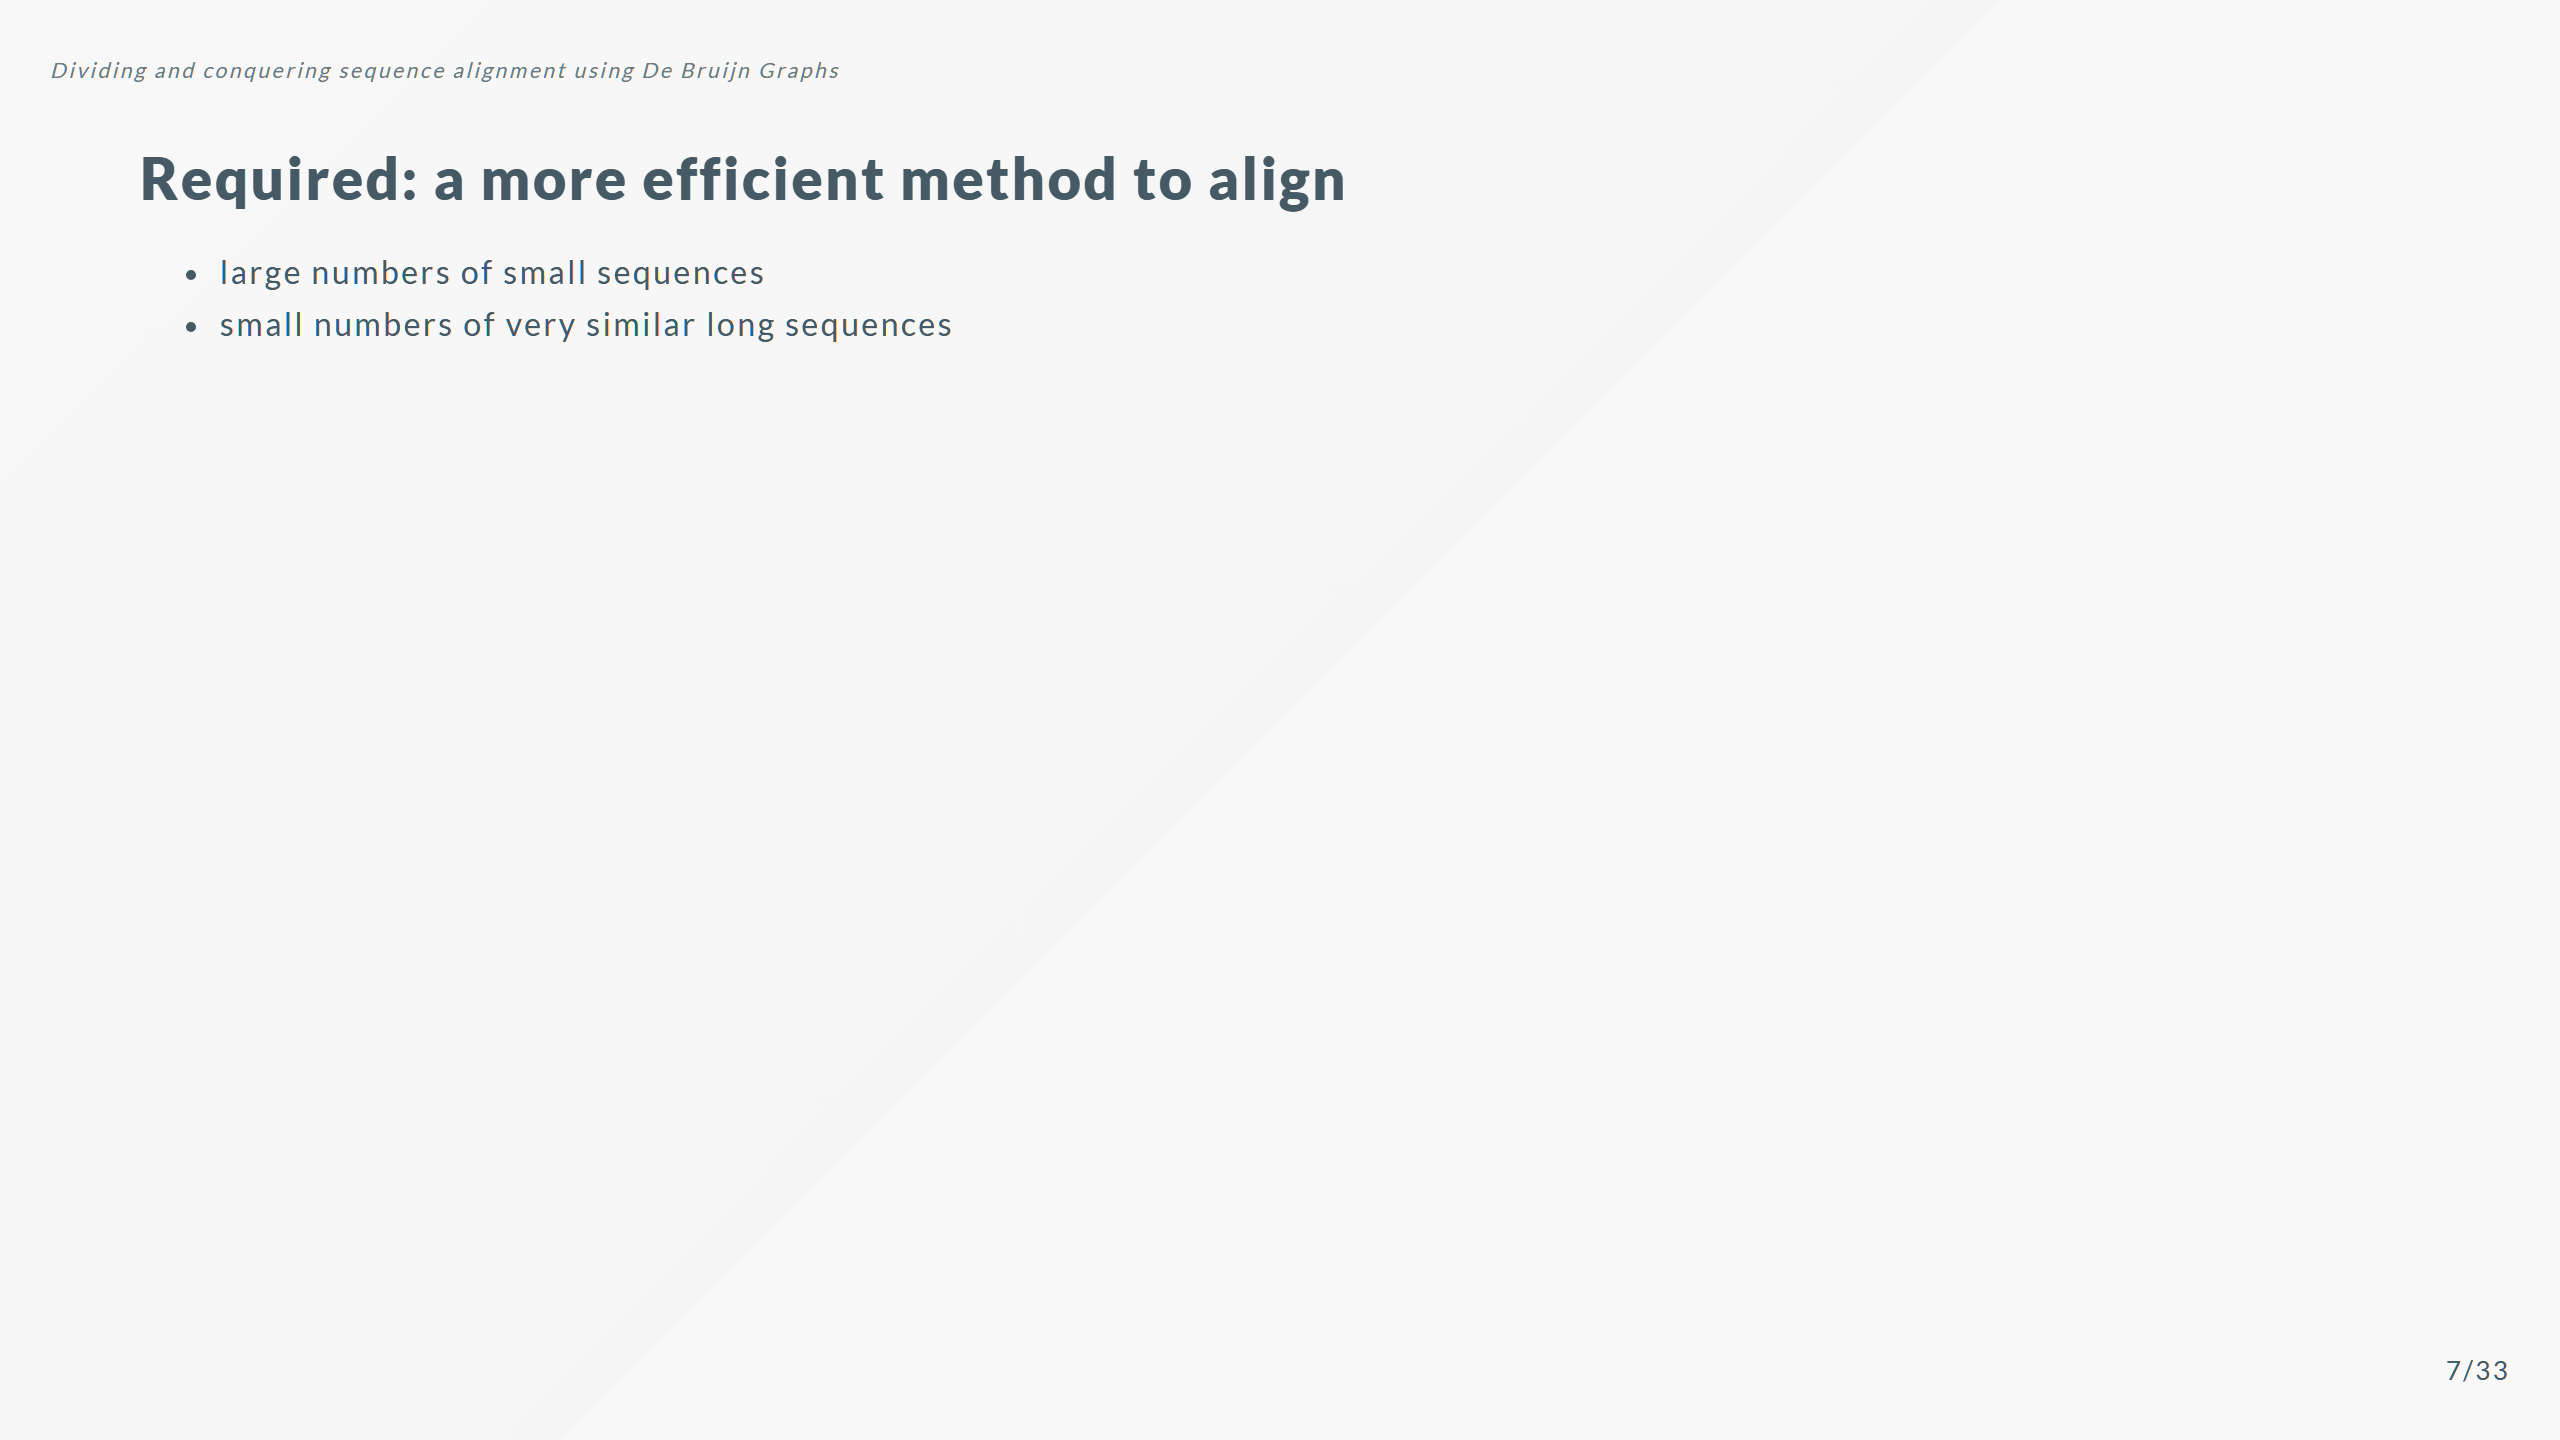 Dividing and conquering sequence alignment using De Bruijn Graphs
Required: a more efficient method to align
• large numbers of small sequences
• small numbers of very similar long sequences
7/33